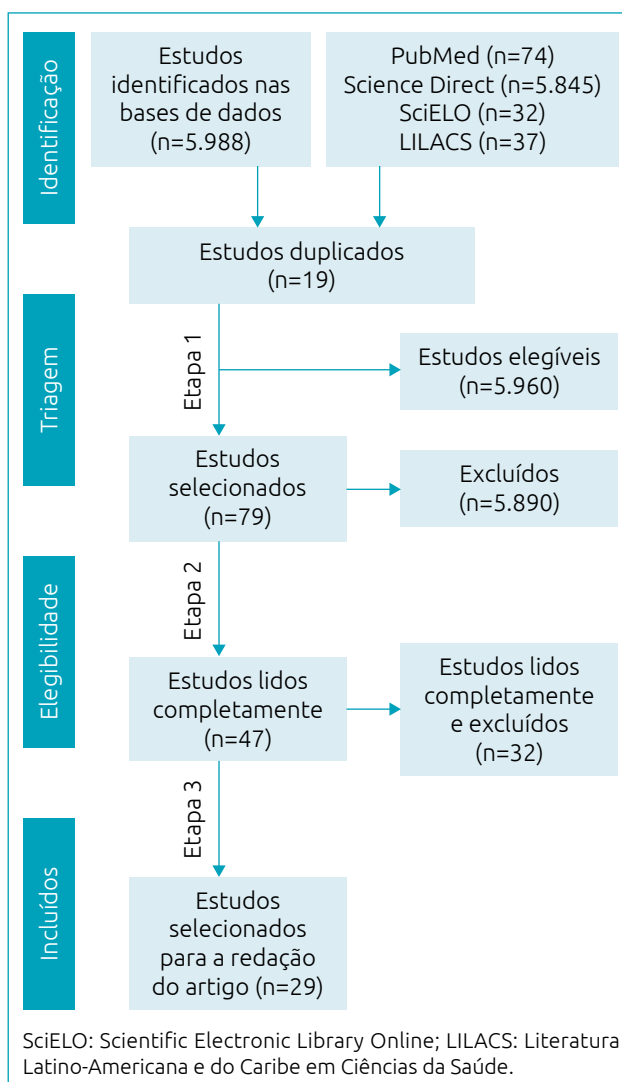 Identificação
Estudos
identificados nas
bases de dados
(n=5.988)
PubMed (n=74)
Science Direct (n=5.845)
SciELO (n=32)
LILACS (n=37)
Estudos duplicados
(n=19)
Triagem
Etapa 1
Estudos elegíveis
(n=5.960)
Estudos
selecionados
(n=79)
Excluídos
(n=5.890)
Elegibilidade
Etapa 2
Estudos lidos
completamente
(n=47)
Estudos lidos
completamente
e excluídos
(n=32)
Incluídos
Etapa 3
Estudos
selecionados
para a redação
do artigo (n=29)
SciELO: Scientific Electronic Library Online; LILACS: Literatura
Latino-Americana e do Caribe em Ciências da Saúde.